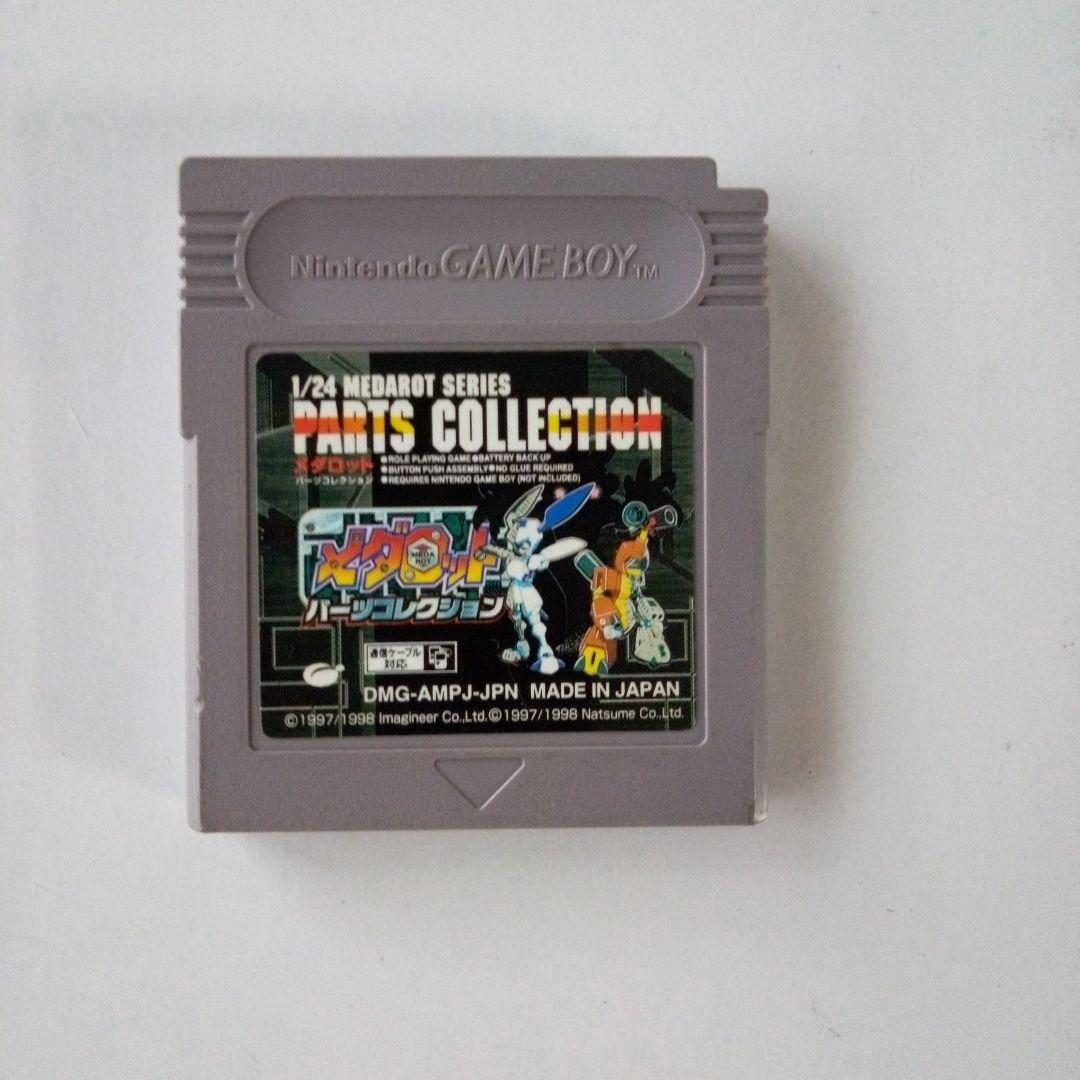 Nintendo GAME BOY TM
1/24 MEDAROT SERIES
PARTS COLLECTION
メダロット
パーツコレクション
●ROLE PLAYING GAME●BATTERY BACK UP
●BUTTON PUSH ASSEMBLY●NO GLUE REQUIRED
●REQUIRES NINTENDO GAME BOY (NOT INCLUDED)
メダロット
MEDA ROT
パーツコレクション
通信ケーブル
対応
DMG-AMPJ-JPN MADE IN JAPAN
©1997/1998 Imagineer Co.,Ltd.©1997/1998 Natsume Co.,Ltd.